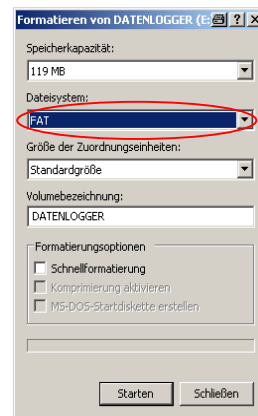 Formatieren von DATENLOGGER (E:
Speicherkapazität:
119 MB
Dateisystem:
FAT
Größe der Zuordnungseinheiten:
Standardgröße
Volumebezeichnung:
DATENLOGGER
Formatierungsoptionen
Schnellformatierung
Komprimierung aktivieren
MS-DOS-Startdiskette erstellen
Starten Schließen